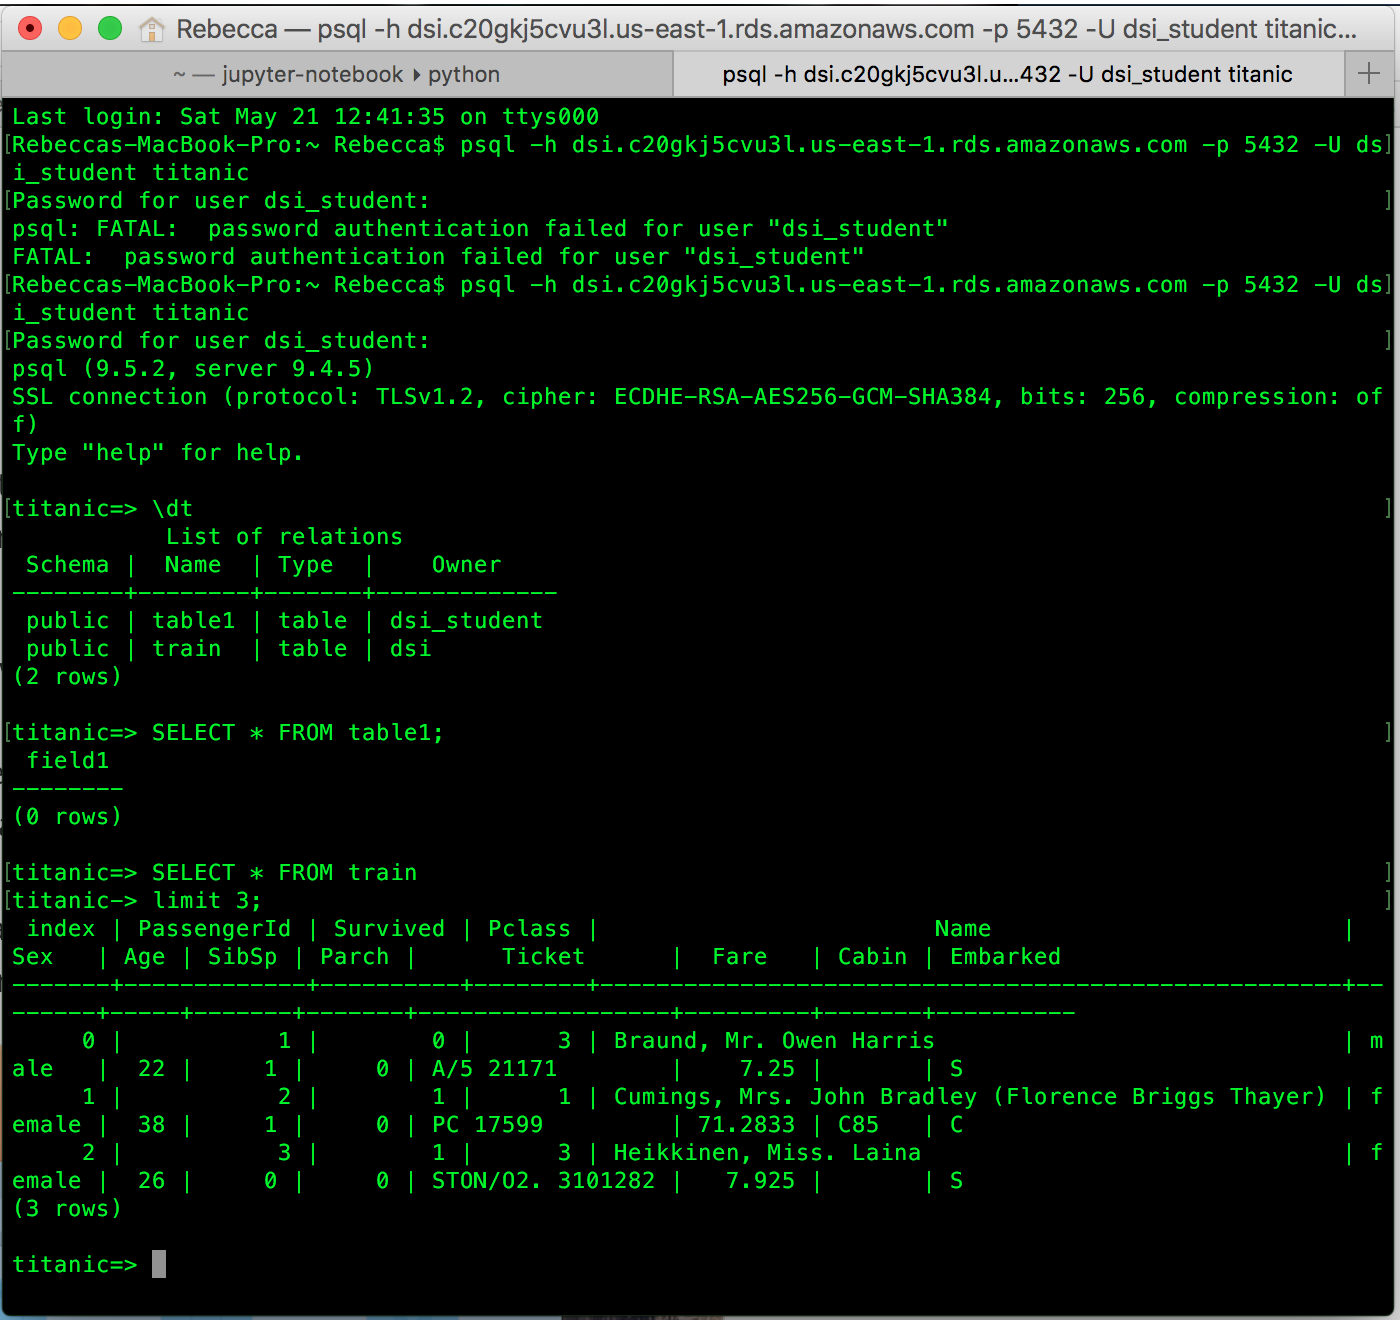 Rebecca — psql -h dsi.c20gkj5cvu3l.us-east-1.rds.amazonaws.com -p 5432 -U dsi_student titanic...
~ — jupyter-notebook ▸ python
psql -h dsi.c20gkj5cvu3l.u...432 -U dsi_student titanic
Last login: Sat May 21 12:41:35 on ttys000
[Rebeccas-MacBook-Pro:~ Rebecca$ psql -h dsi.c20gkj5cvu3l.us-east-1.rds.amazonaws.com -p 5432 -U ds]
i_student titanic
[Password for user dsi_student: ]
psql: FATAL:  password authentication failed for user "dsi_student"
FATAL:  password authentication failed for user "dsi_student"
[Rebeccas-MacBook-Pro:~ Rebecca$ psql -h dsi.c20gkj5cvu3l.us-east-1.rds.amazonaws.com -p 5432 -U ds]
i_student titanic
[Password for user dsi_student: ]
psql (9.5.2, server 9.4.5)
SSL connection (protocol: TLSv1.2, cipher: ECDHE-RSA-AES256-GCM-SHA384, bits: 256, compression: of
f)
Type "help" for help.
[titanic=> \dt ]
           List of relations
 Schema |  Name  | Type  |    Owner
--------+--------+-------+-------------
 public | table1 | table | dsi_student
 public | train  | table | dsi
(2 rows)
[titanic=> SELECT * FROM table1; ]
 field1
--------
(0 rows)
[titanic=> SELECT * FROM train ]
[titanic-> limit 3; ]
 index | PassengerId | Survived | Pclass |                        Name                         |
Sex   | Age | SibSp | Parch |      Ticket      |  Fare   | Cabin | Embarked
-------+-------------+----------+--------+-----------------------------------------------------+--
------+-----+-------+-------+------------------+---------+-------+----------
     0 |           1 |        0 |      3 | Braund, Mr. Owen Harris                             | m
ale   |  22 |     1 |     0 | A/5 21171        |    7.25 |       | S
     1 |           2 |        1 |      1 | Cumings, Mrs. John Bradley (Florence Briggs Thayer) | f
emale |  38 |     1 |     0 | PC 17599         | 71.2833 | C85   | C
     2 |           3 |        1 |      3 | Heikkinen, Miss. Laina                              | f
emale |  26 |     0 |     0 | STON/O2. 3101282 |   7.925 |       | S
(3 rows)
titanic=>